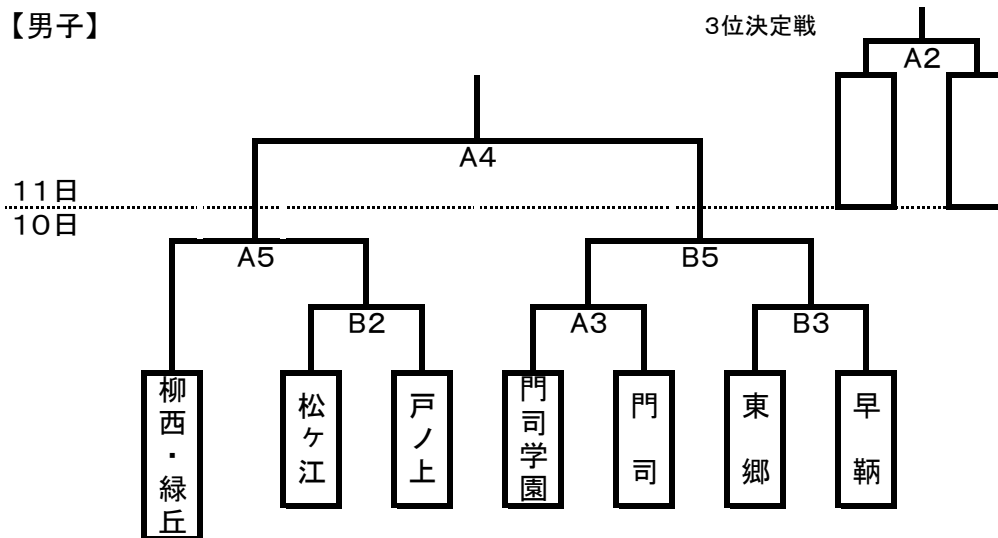 【男子】
3位決定戦
A2
A4
11日
10日
A5
B5
B2
A3
B3
柳西・緑丘
松ヶ江
戸ノ上
門司学園
門司
東郷
早鞆